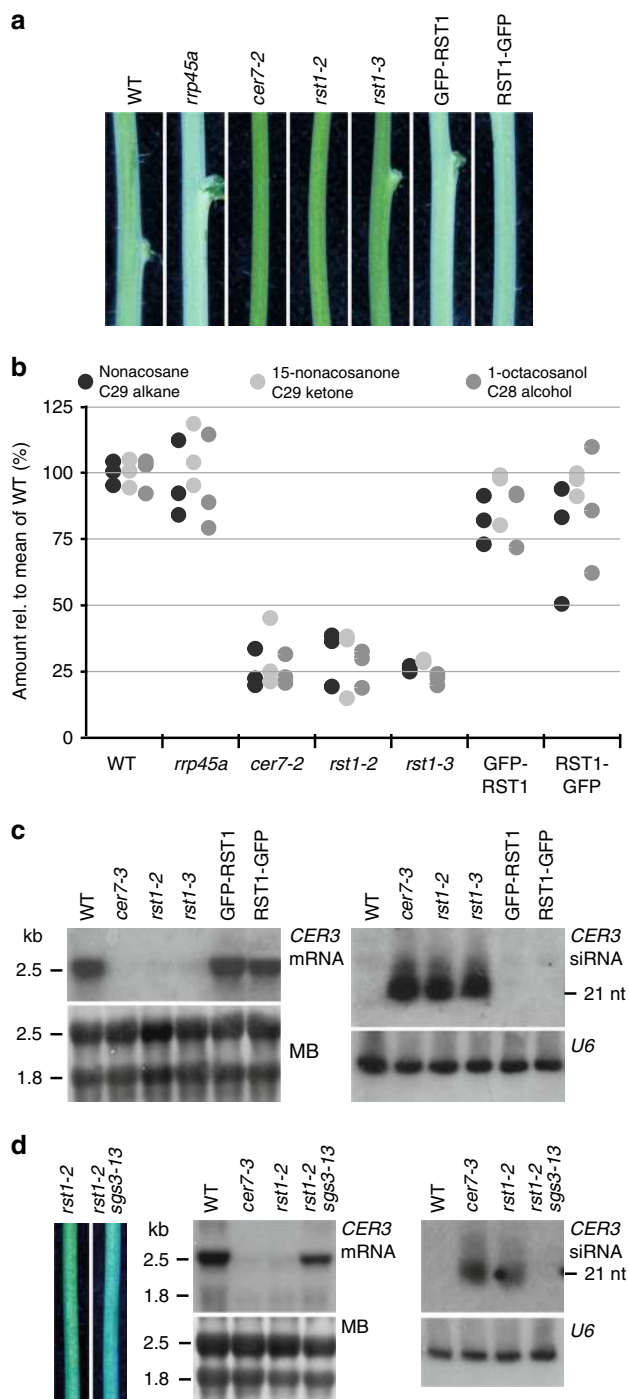 a
WT
rrp45a
cer7-2
rst1-2
rst1-3
GFP-RST1
RST1-GFP
b
Nonacosane
C29 alkane
15-nonacosanone
C29 ketone
1-octacosanol
C28 alcohol
Amount rel. to mean of WT (%)
125
100
75
50
25
0
WT
rrp45a
cer7-2
rst1-2
rst1-3
GFP-
RST1
RST1-
GFP
c
WT
cer7-3
rst1-2
rst1-3
GFP-RST1
RST1-GFP
kb
2.5
CER3
mRNA
2.5
1.8
MB
WT
cer7-3
rst1-2
rst1-3
GFP-RST1
RST1-GFP
CER3
siRNA
21 nt
U6
d
rst1-2
rst1-2
sgs3-13
WT
cer7-3
rst1-2
rst1-2
sgs3-13
kb
2.5
1.8
CER3
mRNA
2.5
1.8
MB
WT
cer7-3
rst1-2
rst1-2
sgs3-13
CER3
siRNA
21 nt
U6